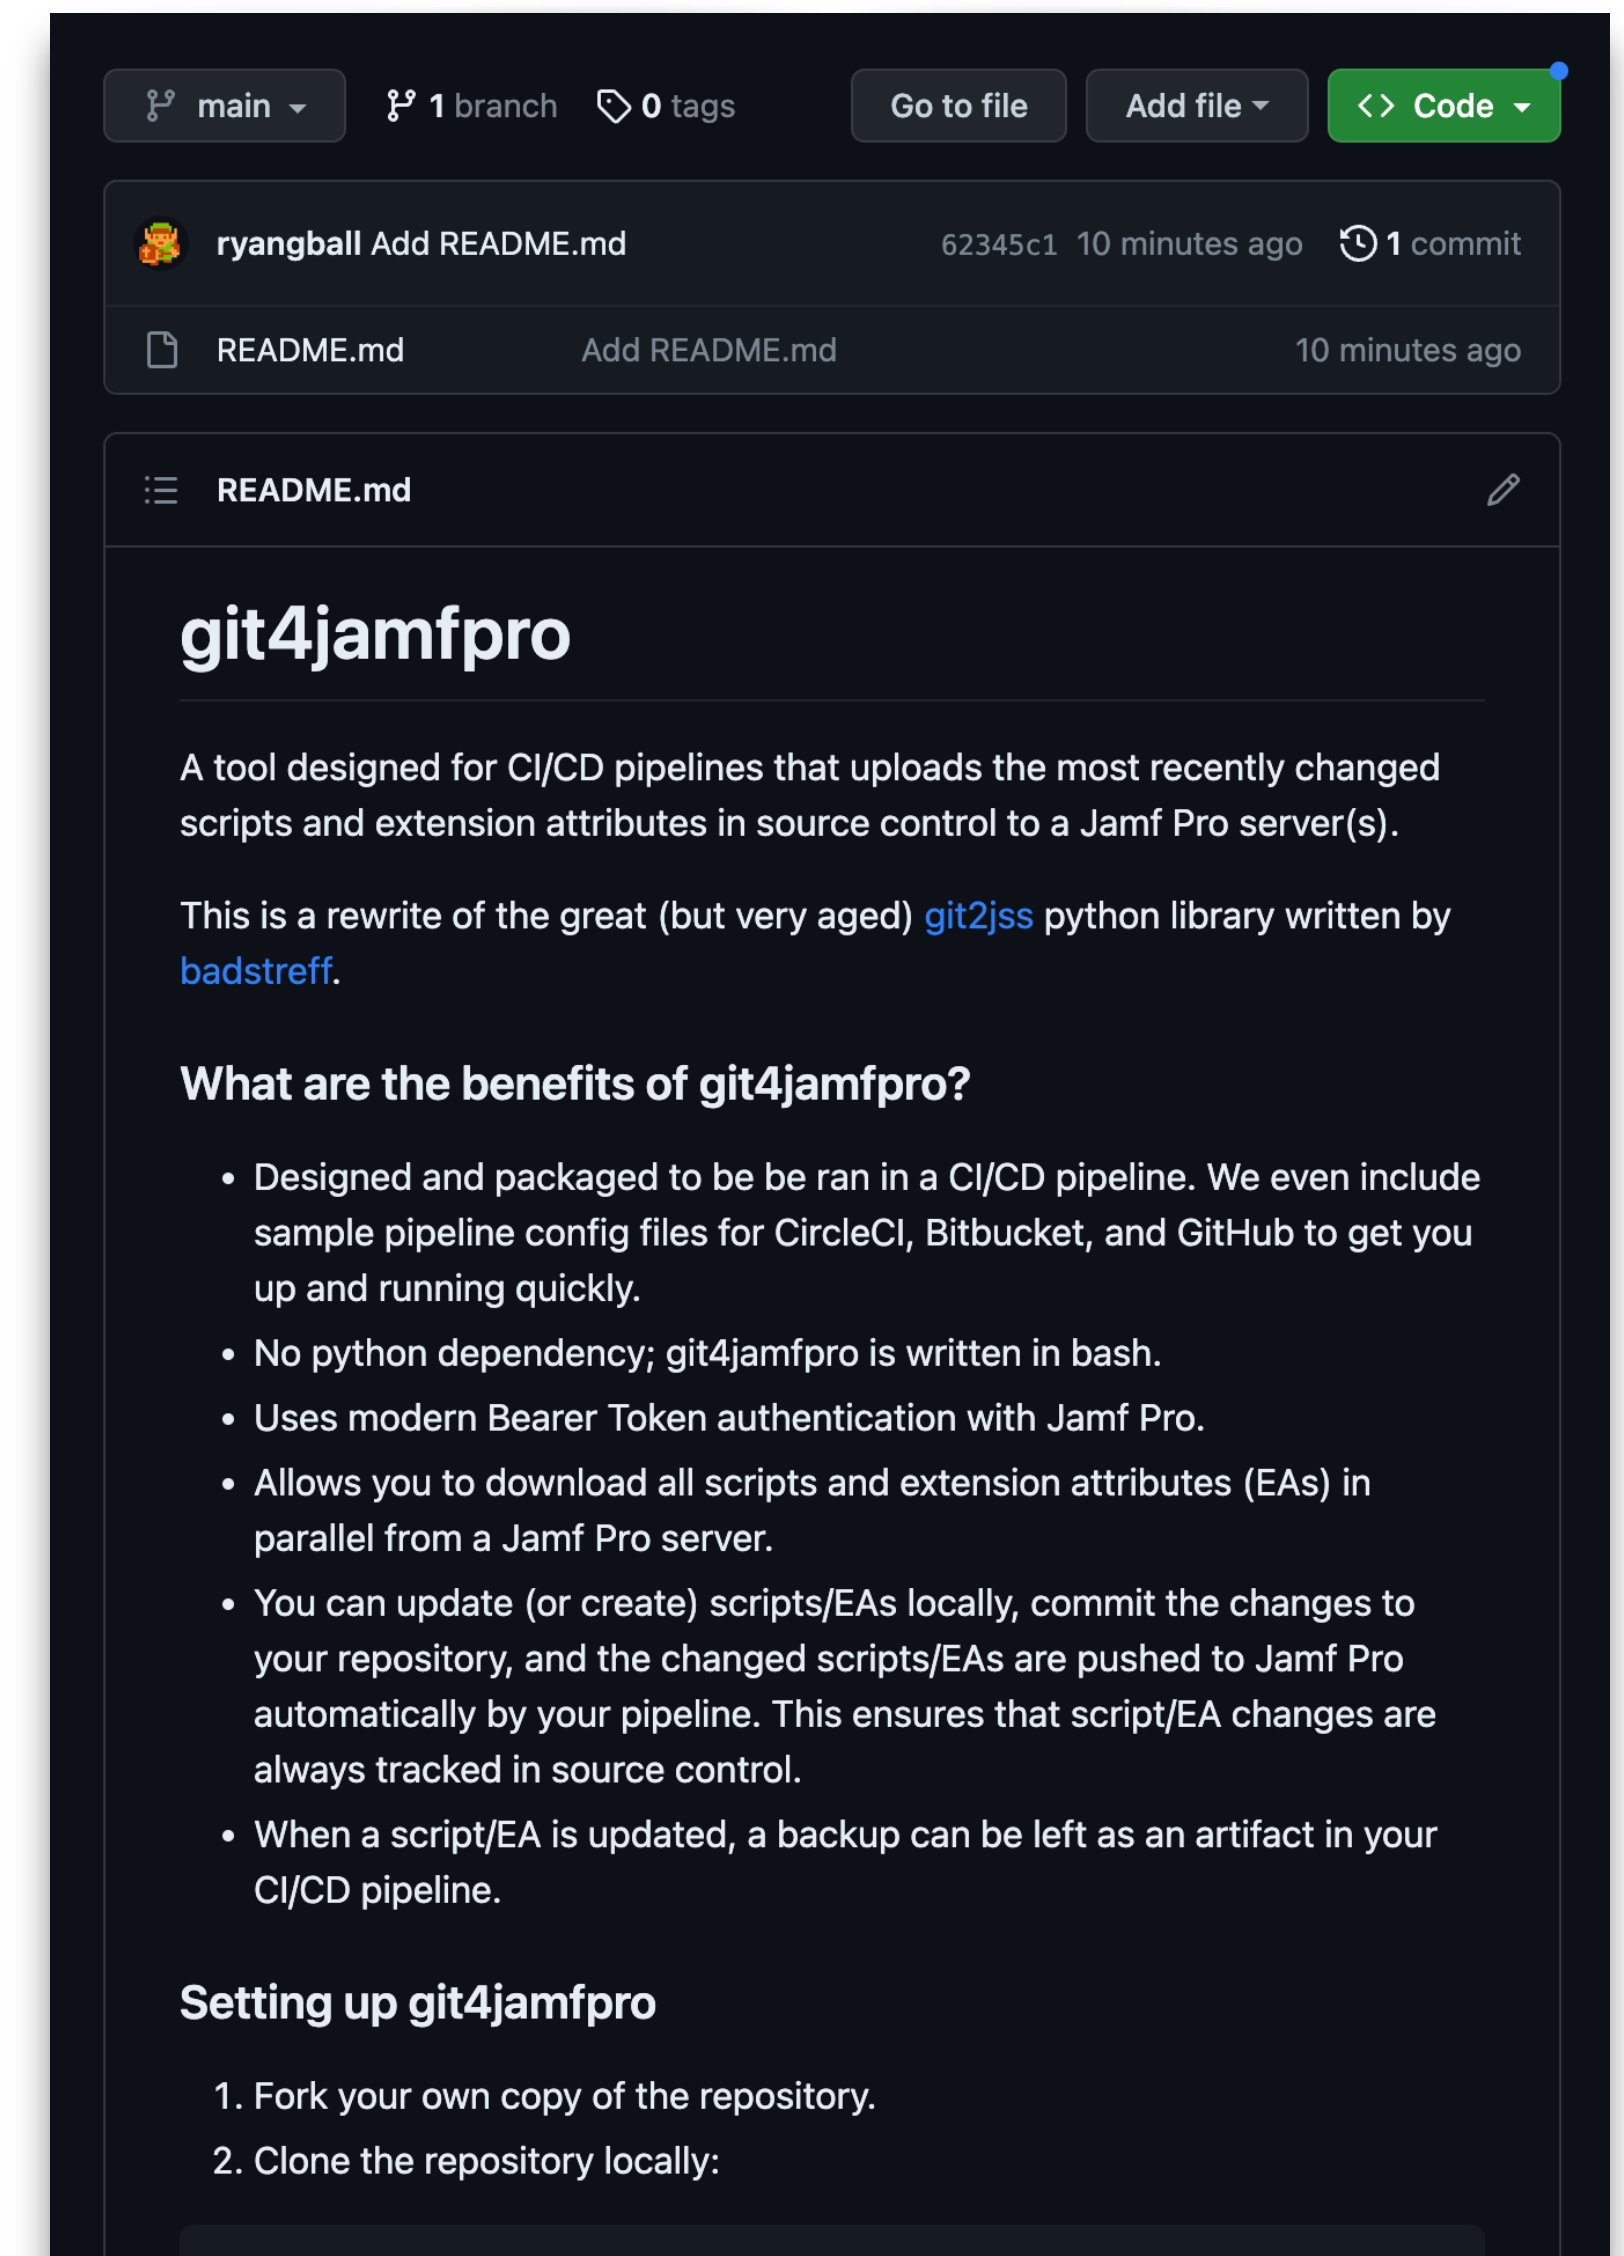 main
1 branch
0 tags
Go to file
Add file
Code
ryangball Add README.md
62345c1 10 minutes ago
1 commit
README.md
Add README.md
10 minutes ago
README.md
git4jamfpro
A tool designed for CI/CD pipelines that uploads the most recently changed
scripts and extension attributes in source control to a Jamf Pro server(s).
This is a rewrite of the great (but very aged) git2jss python library written by
badstreff.
What are the benefits of git4jamfpro?
• Designed and packaged to be be ran in a CI/CD pipeline. We even include
sample pipeline config files for CircleCI, Bitbucket, and GitHub to get you
up and running quickly.
• No python dependency; git4jamfpro is written in bash.
• Uses modern Bearer Token authentication with Jamf Pro.
• Allows you to download all scripts and extension attributes (EAs) in
parallel from a Jamf Pro server.
• You can update (or create) scripts/EAs locally, commit the changes to
your repository, and the changed scripts/EAs are pushed to Jamf Pro
automatically by your pipeline. This ensures that script/EA changes are
always tracked in source control.
• When a script/EA is updated, a backup can be left as an artifact in your
CI/CD pipeline.
Setting up git4jamfpro
1. Fork your own copy of the repository.
2. Clone the repository locally: